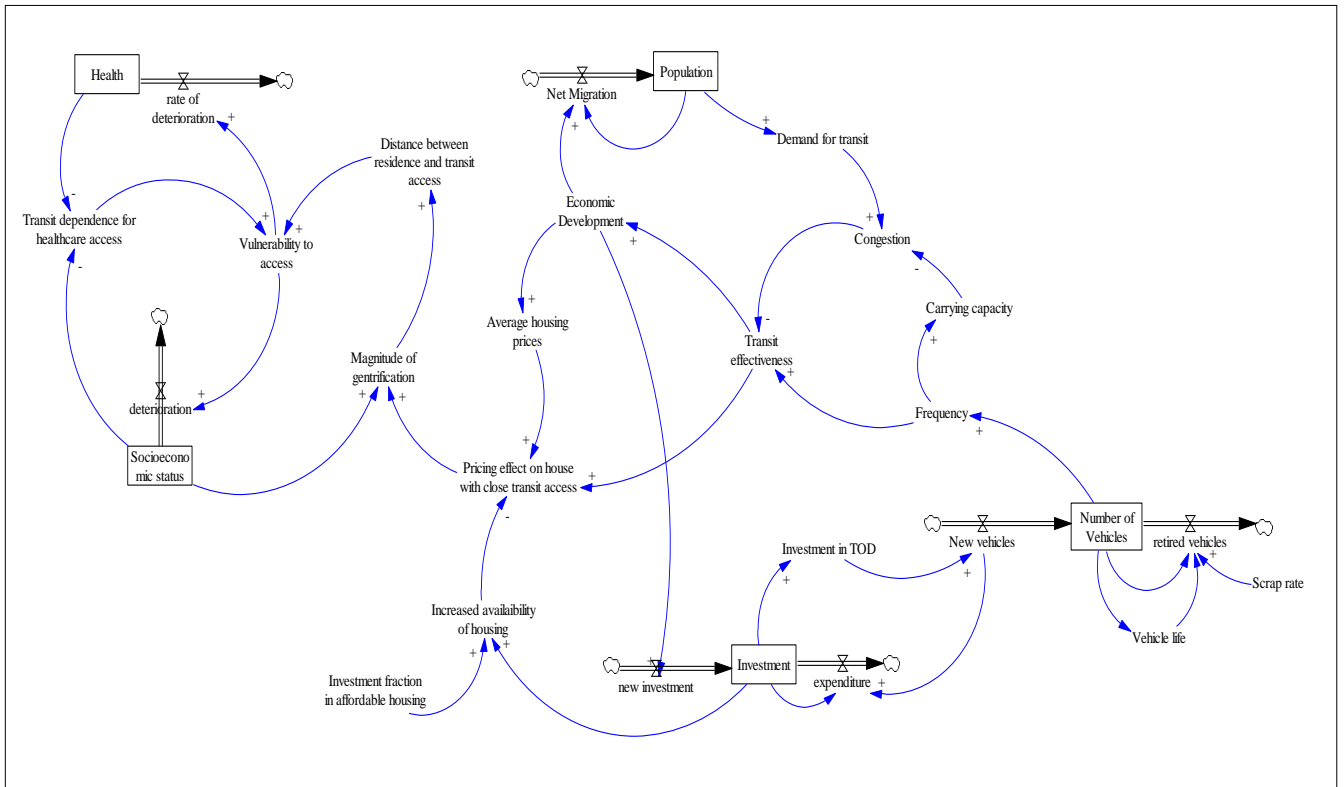 Health
rate of
deterioration
+
Net Migration
+
Population
+
Demand for transit
Distance between
residence and transit
access
+
-
Transit dependence for
healthcare access
-
+
+
Vulnerability to
access
Economic
Development
+
+
Congestion
-
Carrying capacity
+
+
Average housing
prices
-
Transit
effectiveness
+
Magnitude of
gentrification
+
+
deterioration
+
Frequency
+
Socioecono
mic status
+
Pricing effect on house
with close transit access
+
-
Number of
Vehicles
New vehicles
+
retired vehicles
+
Scrap rate
Investment in TOD
+
Vehicle life
Increased availaibility
of housing
+
+
Investment fraction
in affordable housing
+
new investment
Investment
expenditure
+